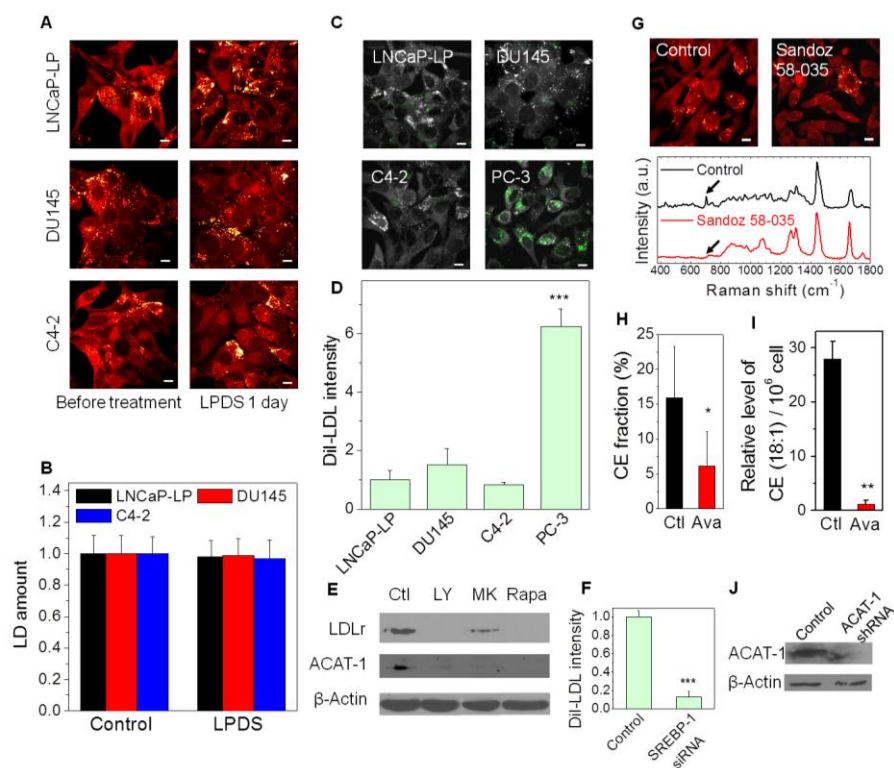 A
LNCaP-LP
DU145
C4-2
Before treatment
LPDS 1 day
B
LD amount
1.4
1.2
1.0
0.8
0.6
0.4
0.2
0.0
LNCaP-LP
DU145
C4-2
Control
LPDS
C
LNCaP-LP
DU145
C4-2
PC-3
D
DiI-LDL intensity
6
4
2
0
***
LNCaP-LP
DU145
C4-2
PC-3
E
Ctl LY MK Rapa
LDLr
ACAT-1
β-Actin
F
DiI-LDL intensity
1.0
0.8
0.6
0.4
0.2
0.0
***
Control
SREBP-1
siRNA
G
Control
Sandoz
58-035
Intensity (a.u.)
Control
Sandoz 58-035
400 600 800 1000 1200 1400 1600 1800
Raman shift (cm-1)
H
CE fraction (%)
25
20
15
10
5
0
*
Ctl Ava
I
Relative level of
CE (18:1) / 10⁶ cell
30
20
10
0
**
Ctl Ava
J
Control
ACAT-1
shRNA
ACAT-1
β-Actin